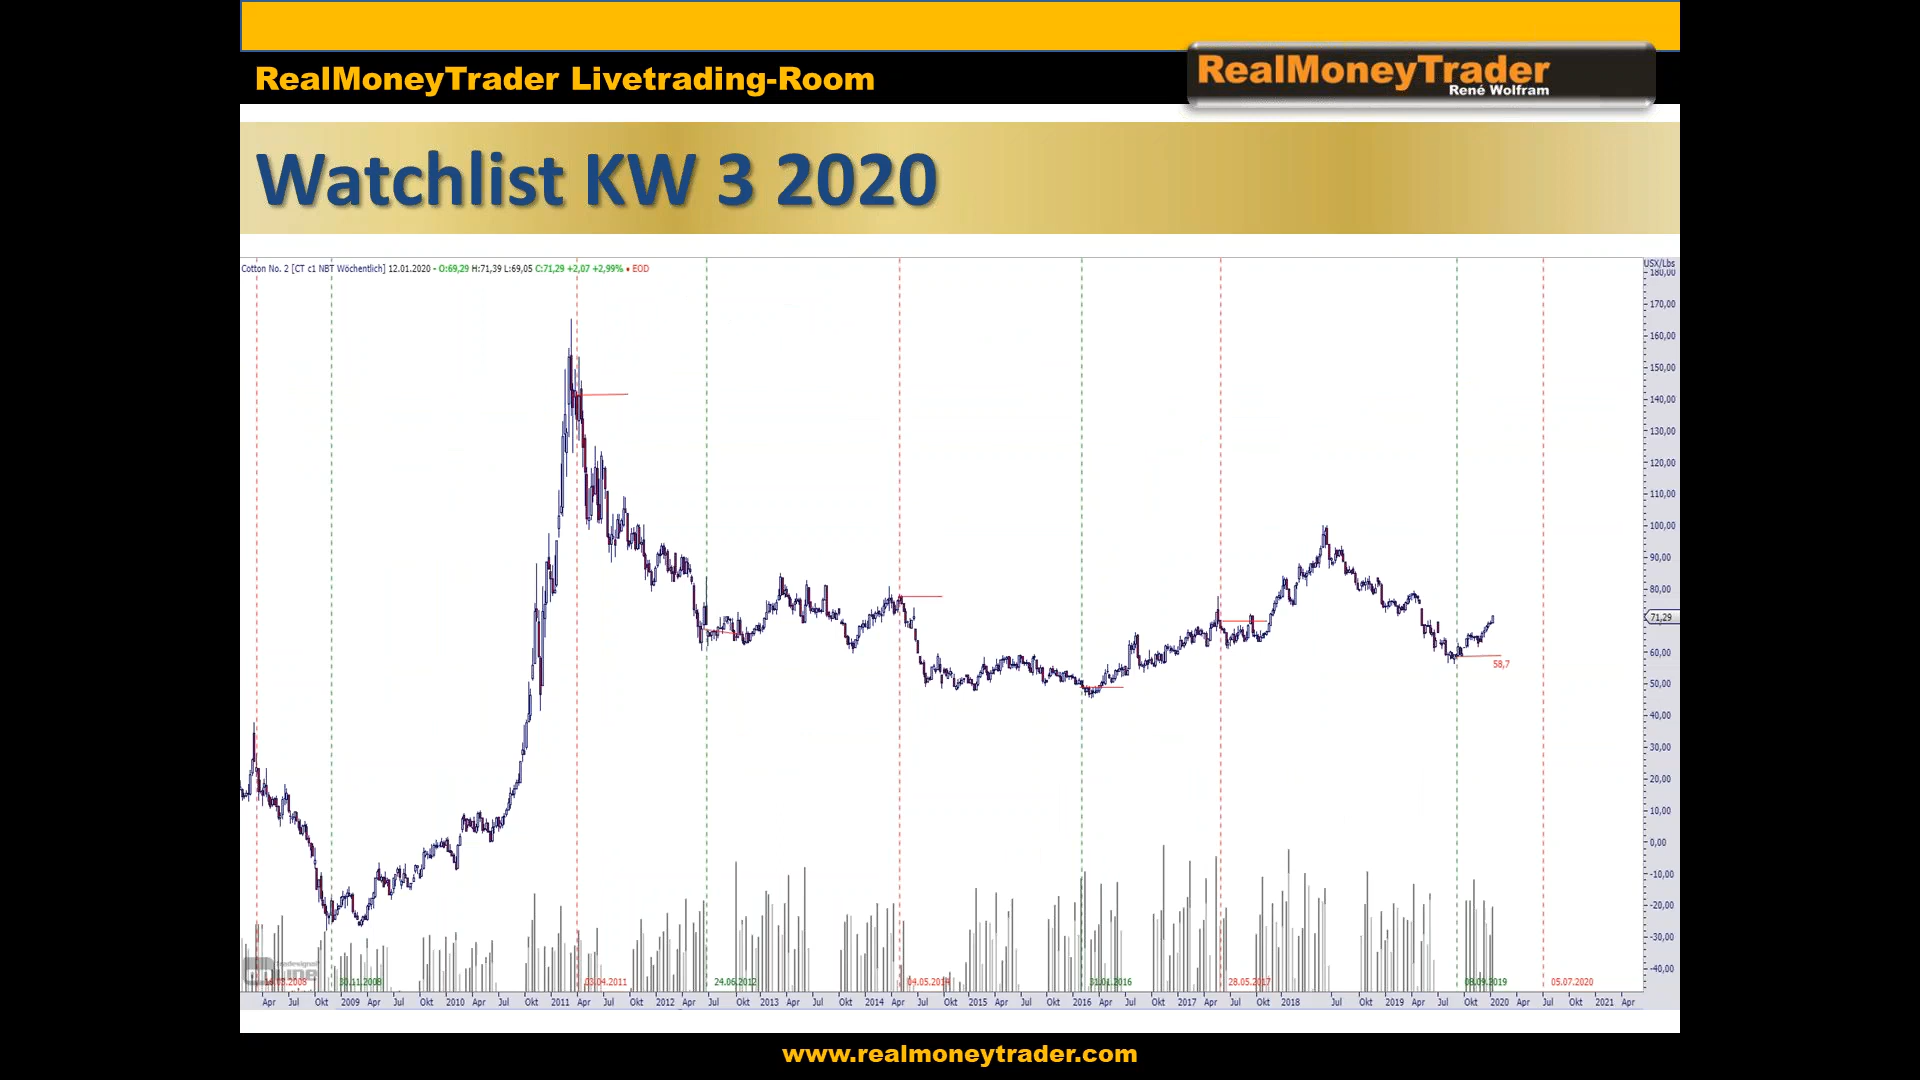 RealMoneyTrader Livetrading-Room
RealMoneyTrader
René Wolfram
Watchlist KW 3 2020
Cotton No. 2 [CT c1 NBT Wöchentlich] 12.01.2020 - O:69,29 H:71,39 L:69,05 C:71,29 +2,07 +2,99% • EOD
USX/Lbs
180,00
170,00
160,00
150,00
140,00
130,00
120,00
110,00
100,00
90,00
80,00
71,29
60,00
58,7
50,00
40,00
30,00
20,00
10,00
0,00
-10,00
-20,00
-30,00
-40,00
30.11.2008 03.04.2011 24.06.2012 04.05.2014 31.01.2016 28.05.2017 08.09.2019 05.07.2020
Apr Jul Okt 2009 Apr Jul Okt 2010 Apr Jul Okt 2011 Apr Jul Okt 2012 Apr Jul Okt 2013 Apr Jul Okt 2014 Apr Jul Okt 2015 Apr Jul Okt 2016 Apr Jul Okt 2017 Apr Jul Okt 2018 Jul Okt 2019 Apr Jul Okt 2020 Apr Jul Okt 2021 Apr
www.realmoneytrader.com